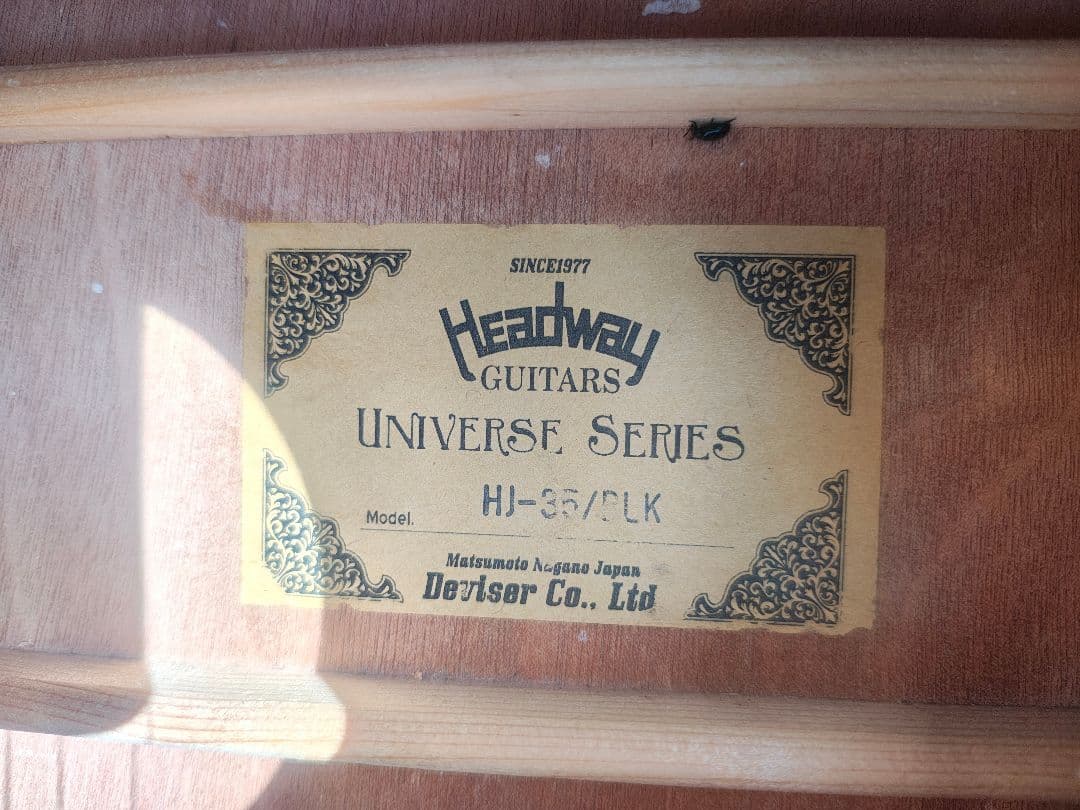 SINCE1977
Headway
GUITARS
UNIVERSE SERIES
Model. HJ-35/BLK
Matsumoto Nagano Japan
Deviser Co., Ltd